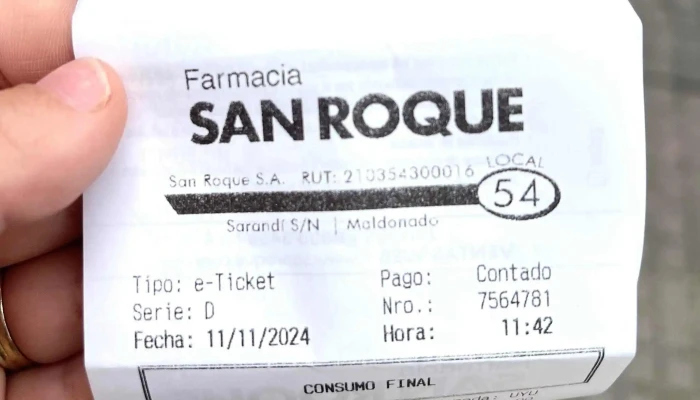 Farmacia
SAN ROQUE
San Roque S.A. RUT: 210354300016 LOCAL
54
Sarandí S/N | Maldonado
Tipo: e-Ticket Pago: Contado
Serie: D Nro.: 7564781
Fecha: 11/11/2024 Hora: 11:42
CONSUMO FINAL
UYU